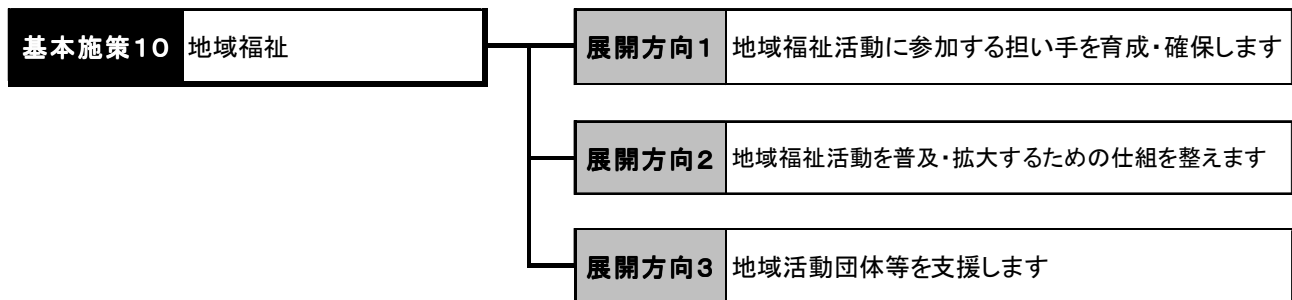 基本施策10 地域福祉
展開方向1 地域福祉活動に参加する担い手を育成・確保します
展開方向2 地域福祉活動を普及・拡大するための仕組を整えます
展開方向3 地域活動団体等を支援します